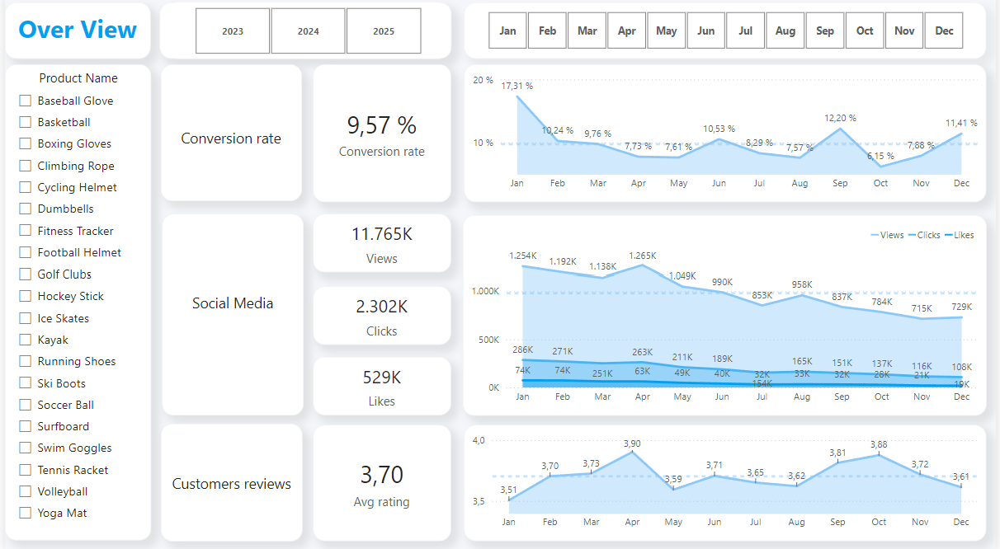 Over View
2023 2024 2025
Jan Feb Mar Apr May Jun Jul Aug Sep Oct Nov Dec
Product Name
Baseball Glove
Basketball
Boxing Gloves
Climbing Rope
Cycling Helmet
Dumbbells
Fitness Tracker
Football Helmet
Golf Clubs
Hockey Stick
Ice Skates
Kayak
Running Shoes
Ski Boots
Soccer Ball
Surfboard
Swim Goggles
Tennis Racket
Volleyball
Yoga Mat
Conversion rate
9,57 %
Conversion rate
20 %
10 %
17,31 % 10,24 % 9,76 % 7,73 % 7,61 % 10,53 % 8,29 % 7,57 % 12,20 % 6,15 % 7,88 % 11,41 %
Jan Feb Mar Apr May Jun Jul Aug Sep Oct Nov Dec
Social Media
11.765K
Views
2.302K
Clicks
529K
Likes
Views Clicks Likes
1.000K
500K
0K
1.254K 1.192K 1.138K 1.265K 1.049K 990K 853K 958K 837K 784K 715K 729K
286K 271K 251K 263K 211K 189K 154K 165K 151K 137K 116K 108K
74K 74K 63K 49K 40K 32K 33K 32K 26K 21K 19K
Jan Feb Mar Apr May Jun Jul Aug Sep Oct Nov Dec
Customers reviews
3,70
Avg rating
4,0
3,5
3,51 3,70 3,73 3,90 3,59 3,71 3,65 3,62 3,81 3,88 3,72 3,61
Jan Feb Mar Apr May Jun Jul Aug Sep Oct Nov Dec